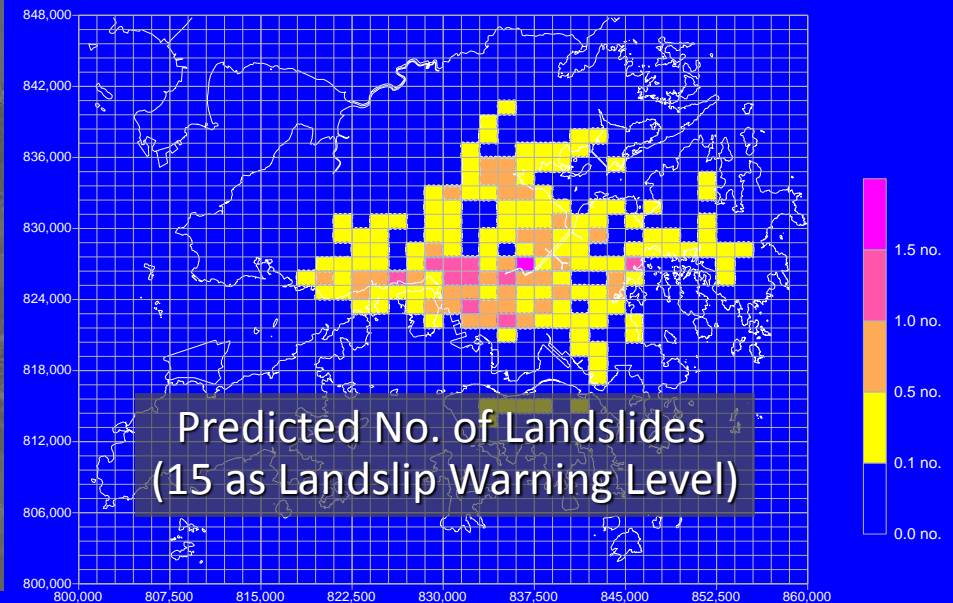 848,000
842,000
836,000
830,000
824,000
818,000
812,000
806,000
800,000
800,000 807,500 815,000 822,500 830,000 837,500 845,000 852,500 860,000
Predicted No. of Landslides
(15 as Landslip Warning Level)
1.5 no.
1.0 no.
0.5 no.
0.1 no.
0.0 no.